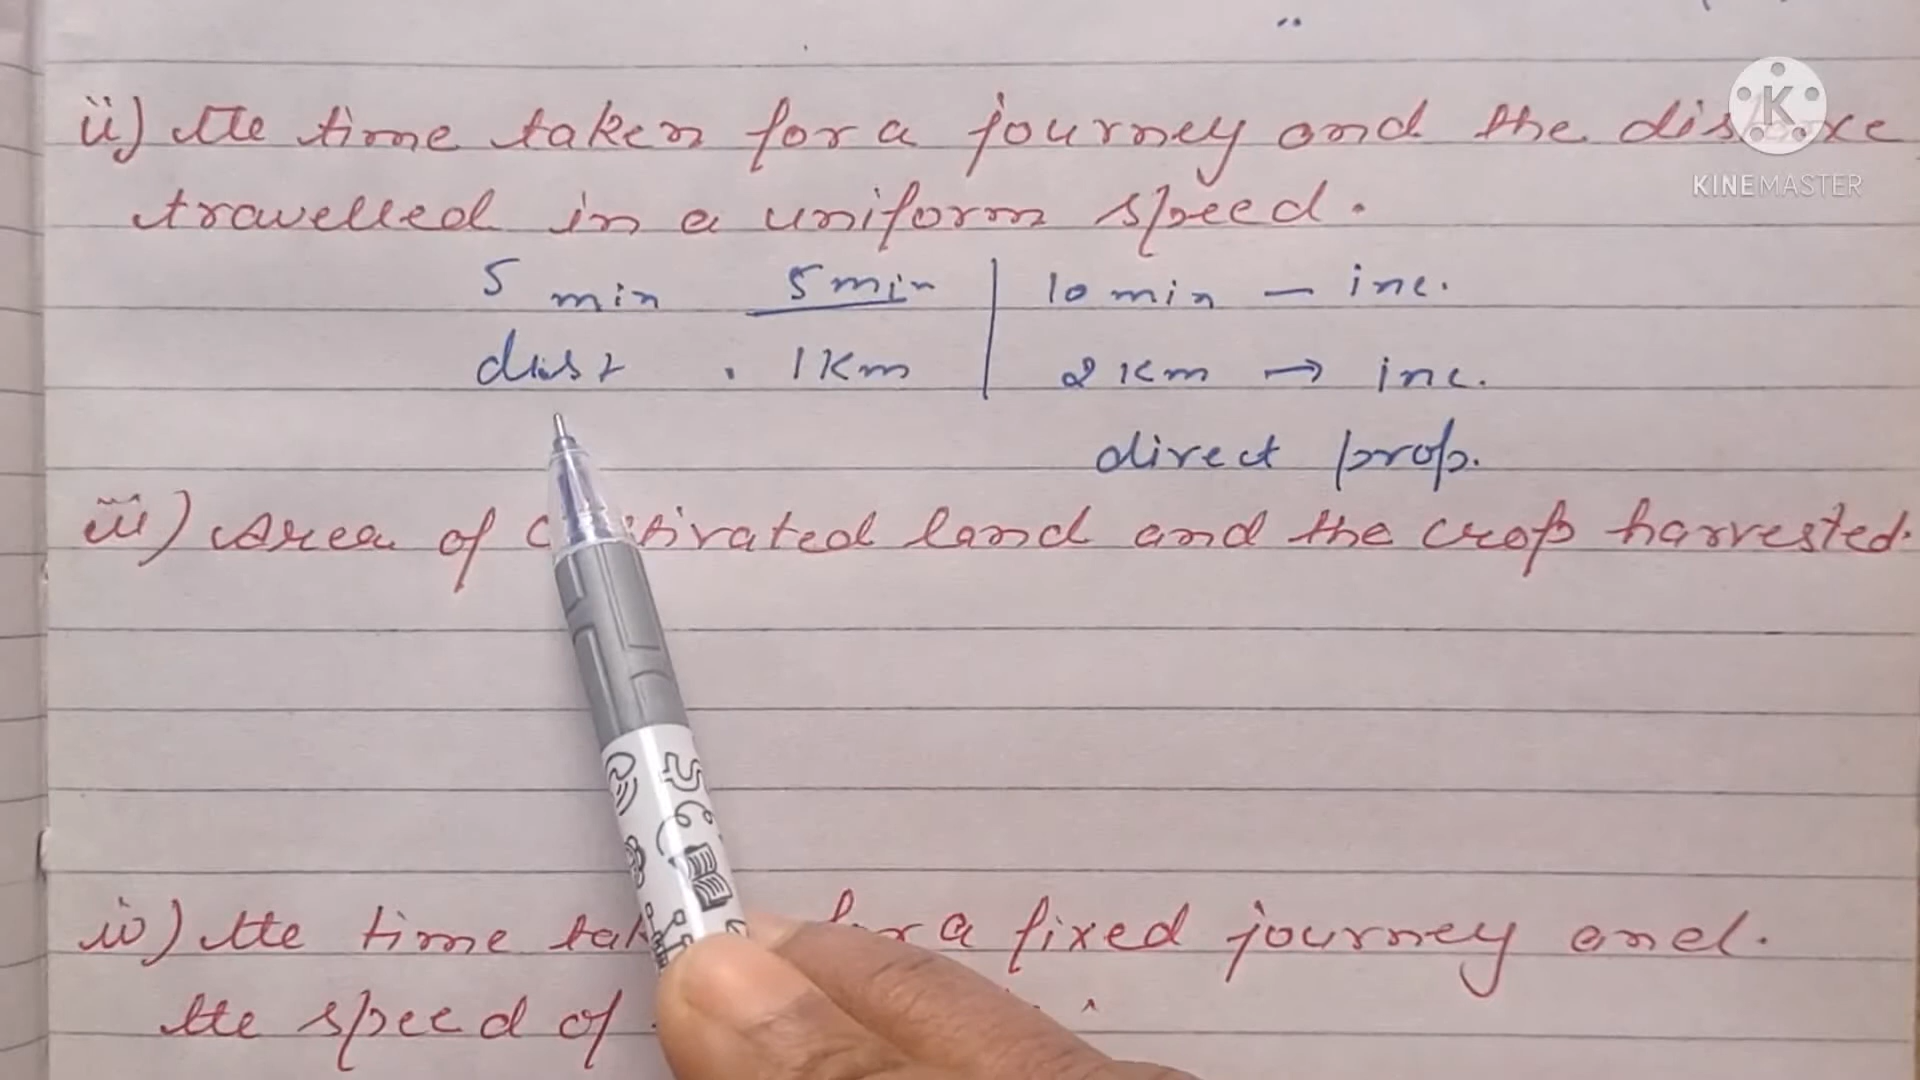 ii) The time taken for a journey and the distance
travelled in a uniform speed.
5 min 5 min | 10 min — inc.
dist . 1 Km | 2 Km → inc.
direct prop.
iii) Area of cultivated land and the crop harvested.
iv) The time taken for a fixed journey and
the speed of
K
KINEMASTER